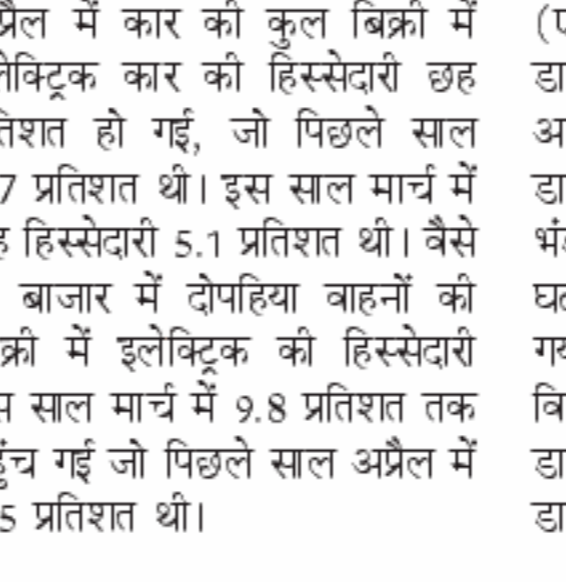 में कार की कुल बिक्री में
कार की हिस्सेदारी छह
हो गई, जो पिछले साल
7 प्रतिशत थी। इस साल मार्च में
हिस्सेदारी 5.1 प्रतिशत थी। वैसे
बाजार में दोपहिया वाहनों की
में इलेक्ट्रिक की हिस्सेदारी
साल मार्च में 9.8 प्रतिशत तक
गई जो पिछले साल अप्रैल में
5 प्रतिशत थी।